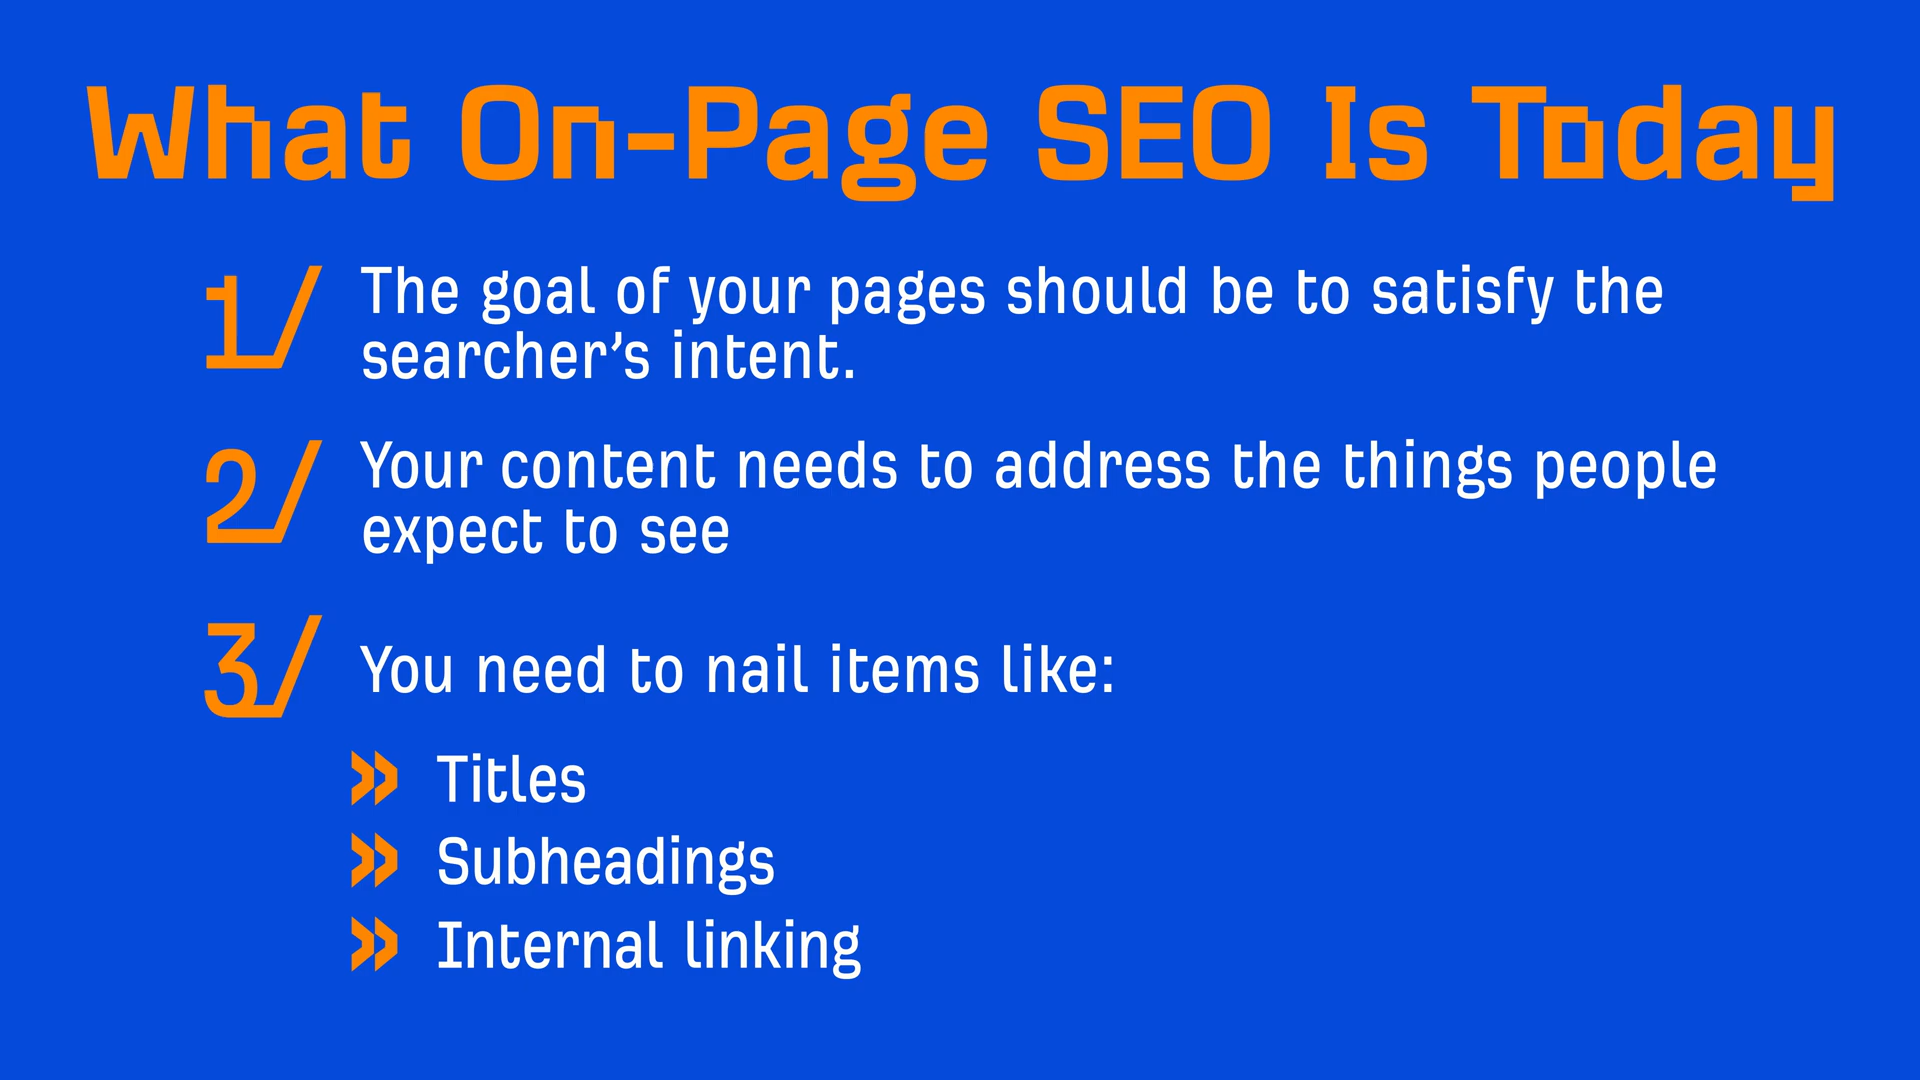 What On-Page SEO Is Today
1/ The goal of your pages should be to satisfy the
searcher’s intent.
2/ Your content needs to address the things people
expect to see
3/ You need to nail items like:
» Titles
» Subheadings
» Internal linking